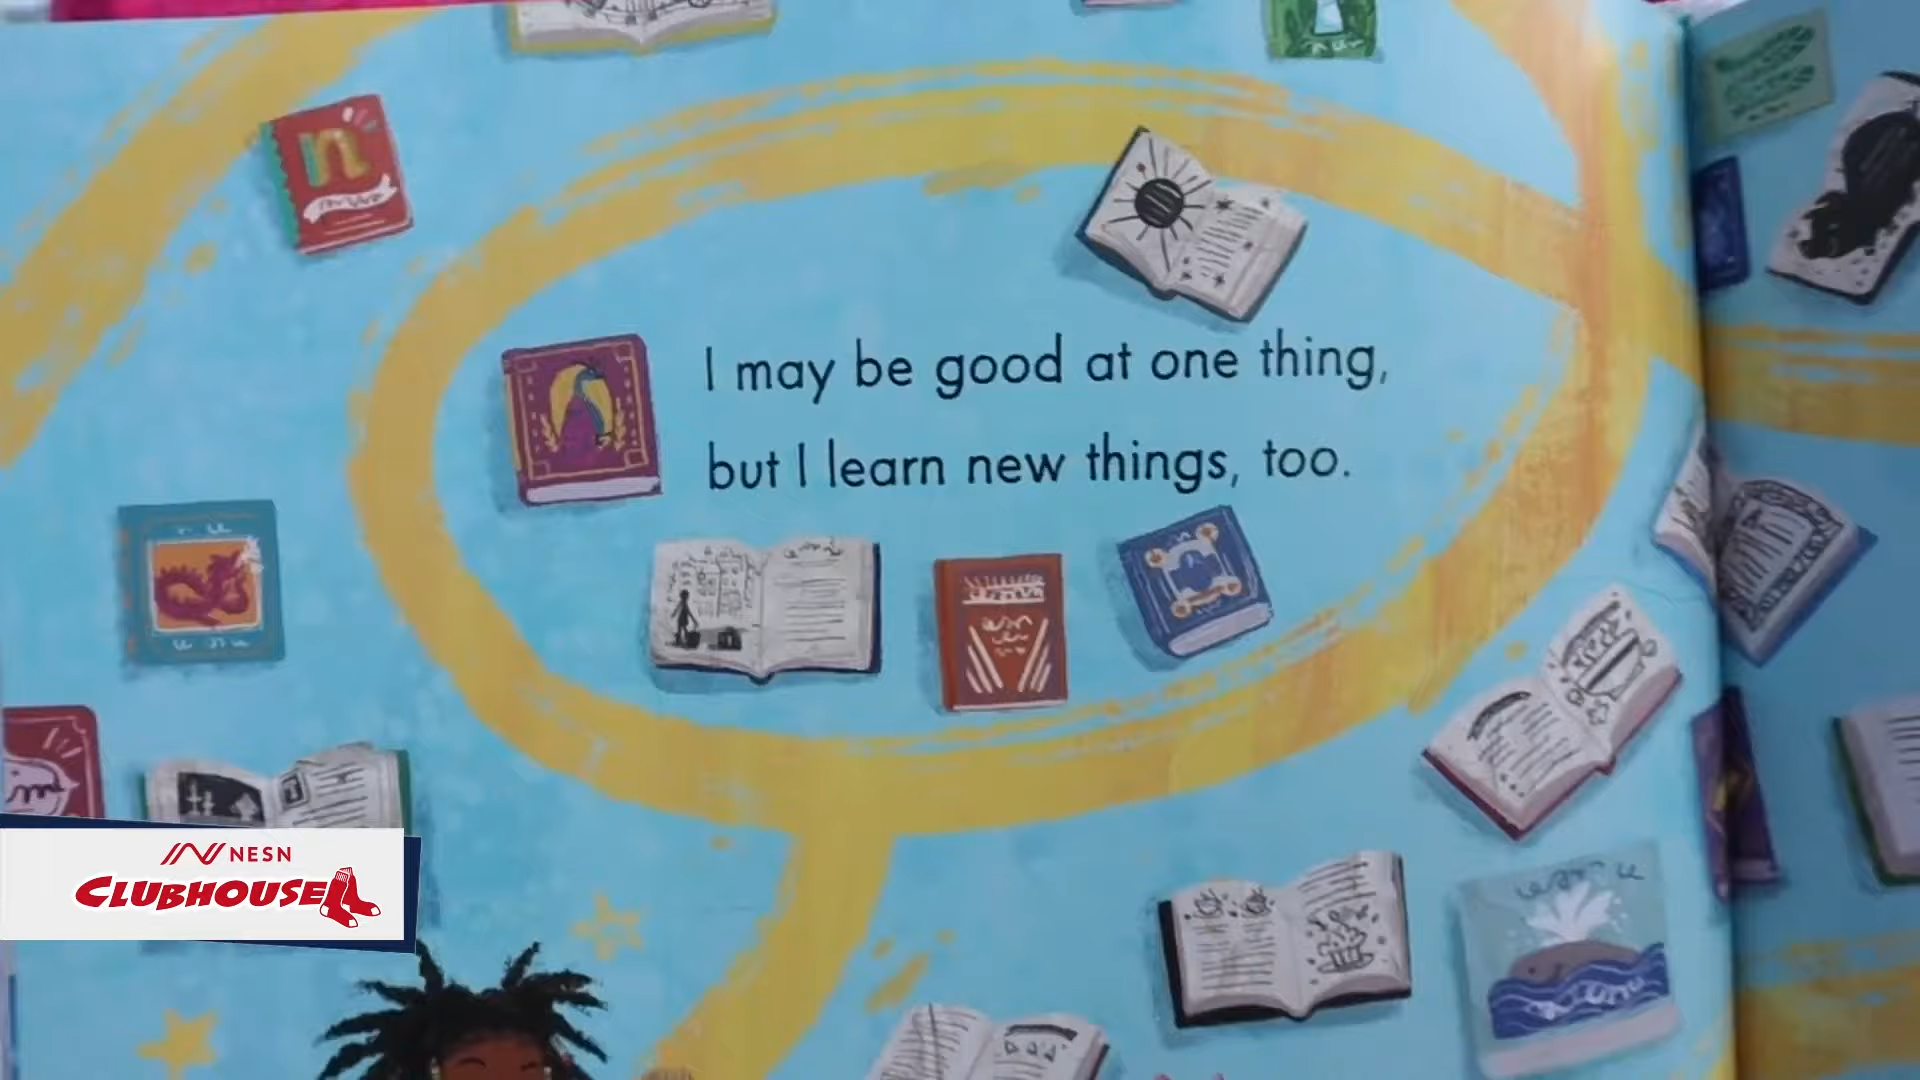 I may be good at one thing,
but I learn new things, too.
NESN
CLUBHOUSE